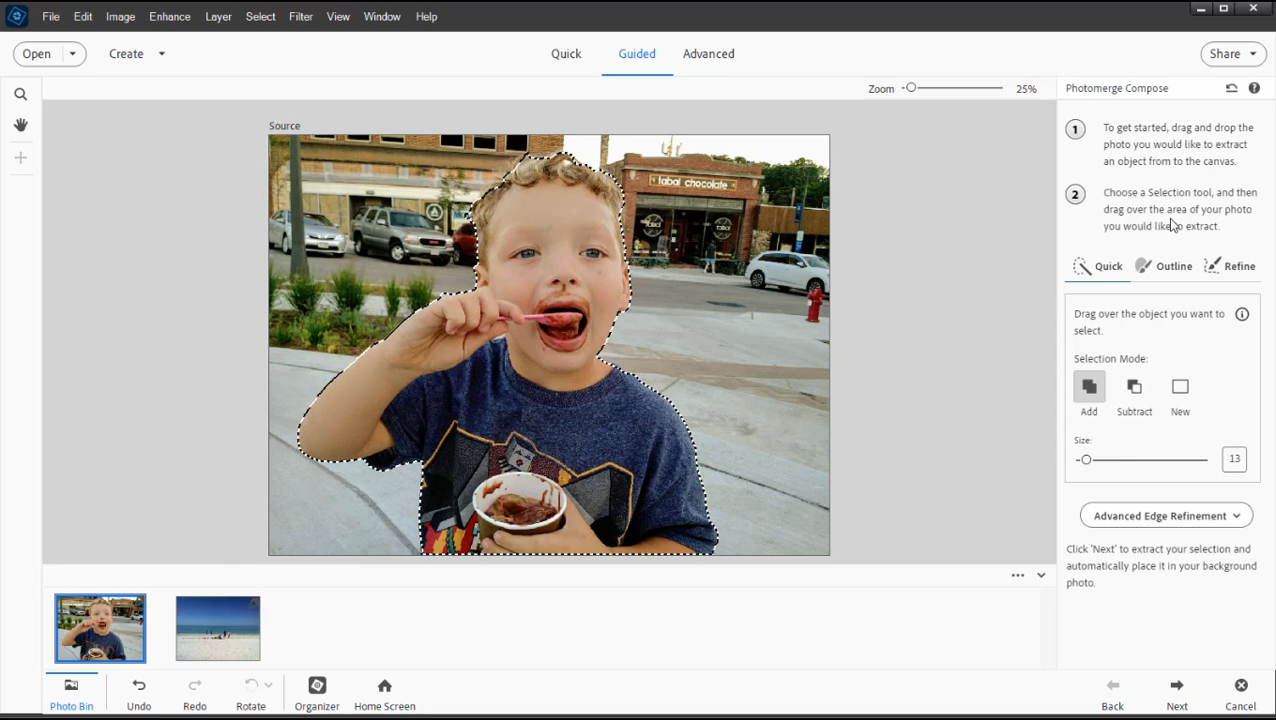 File Edit Image Enhance Layer Select Filter View Window Help
Open Create Quick Guided Advanced Share
Zoom 25% Photomerge Compose
Source
1 To get started, drag and drop the
photo you would like to extract
an object from to the canvas.
2 Choose a Selection tool, and then
drag over the area of your photo
you would like to extract.
tabal chocolate
Quick Outline Refine
Drag over the object you want to
select.
Selection Mode:
Add Subtract New
Size:
13
Advanced Edge Refinement
Click 'Next' to extract your selection and
automatically place it in your background
photo.
Photo Bin Undo Redo Rotate Organizer Home Screen Back Next Cancel